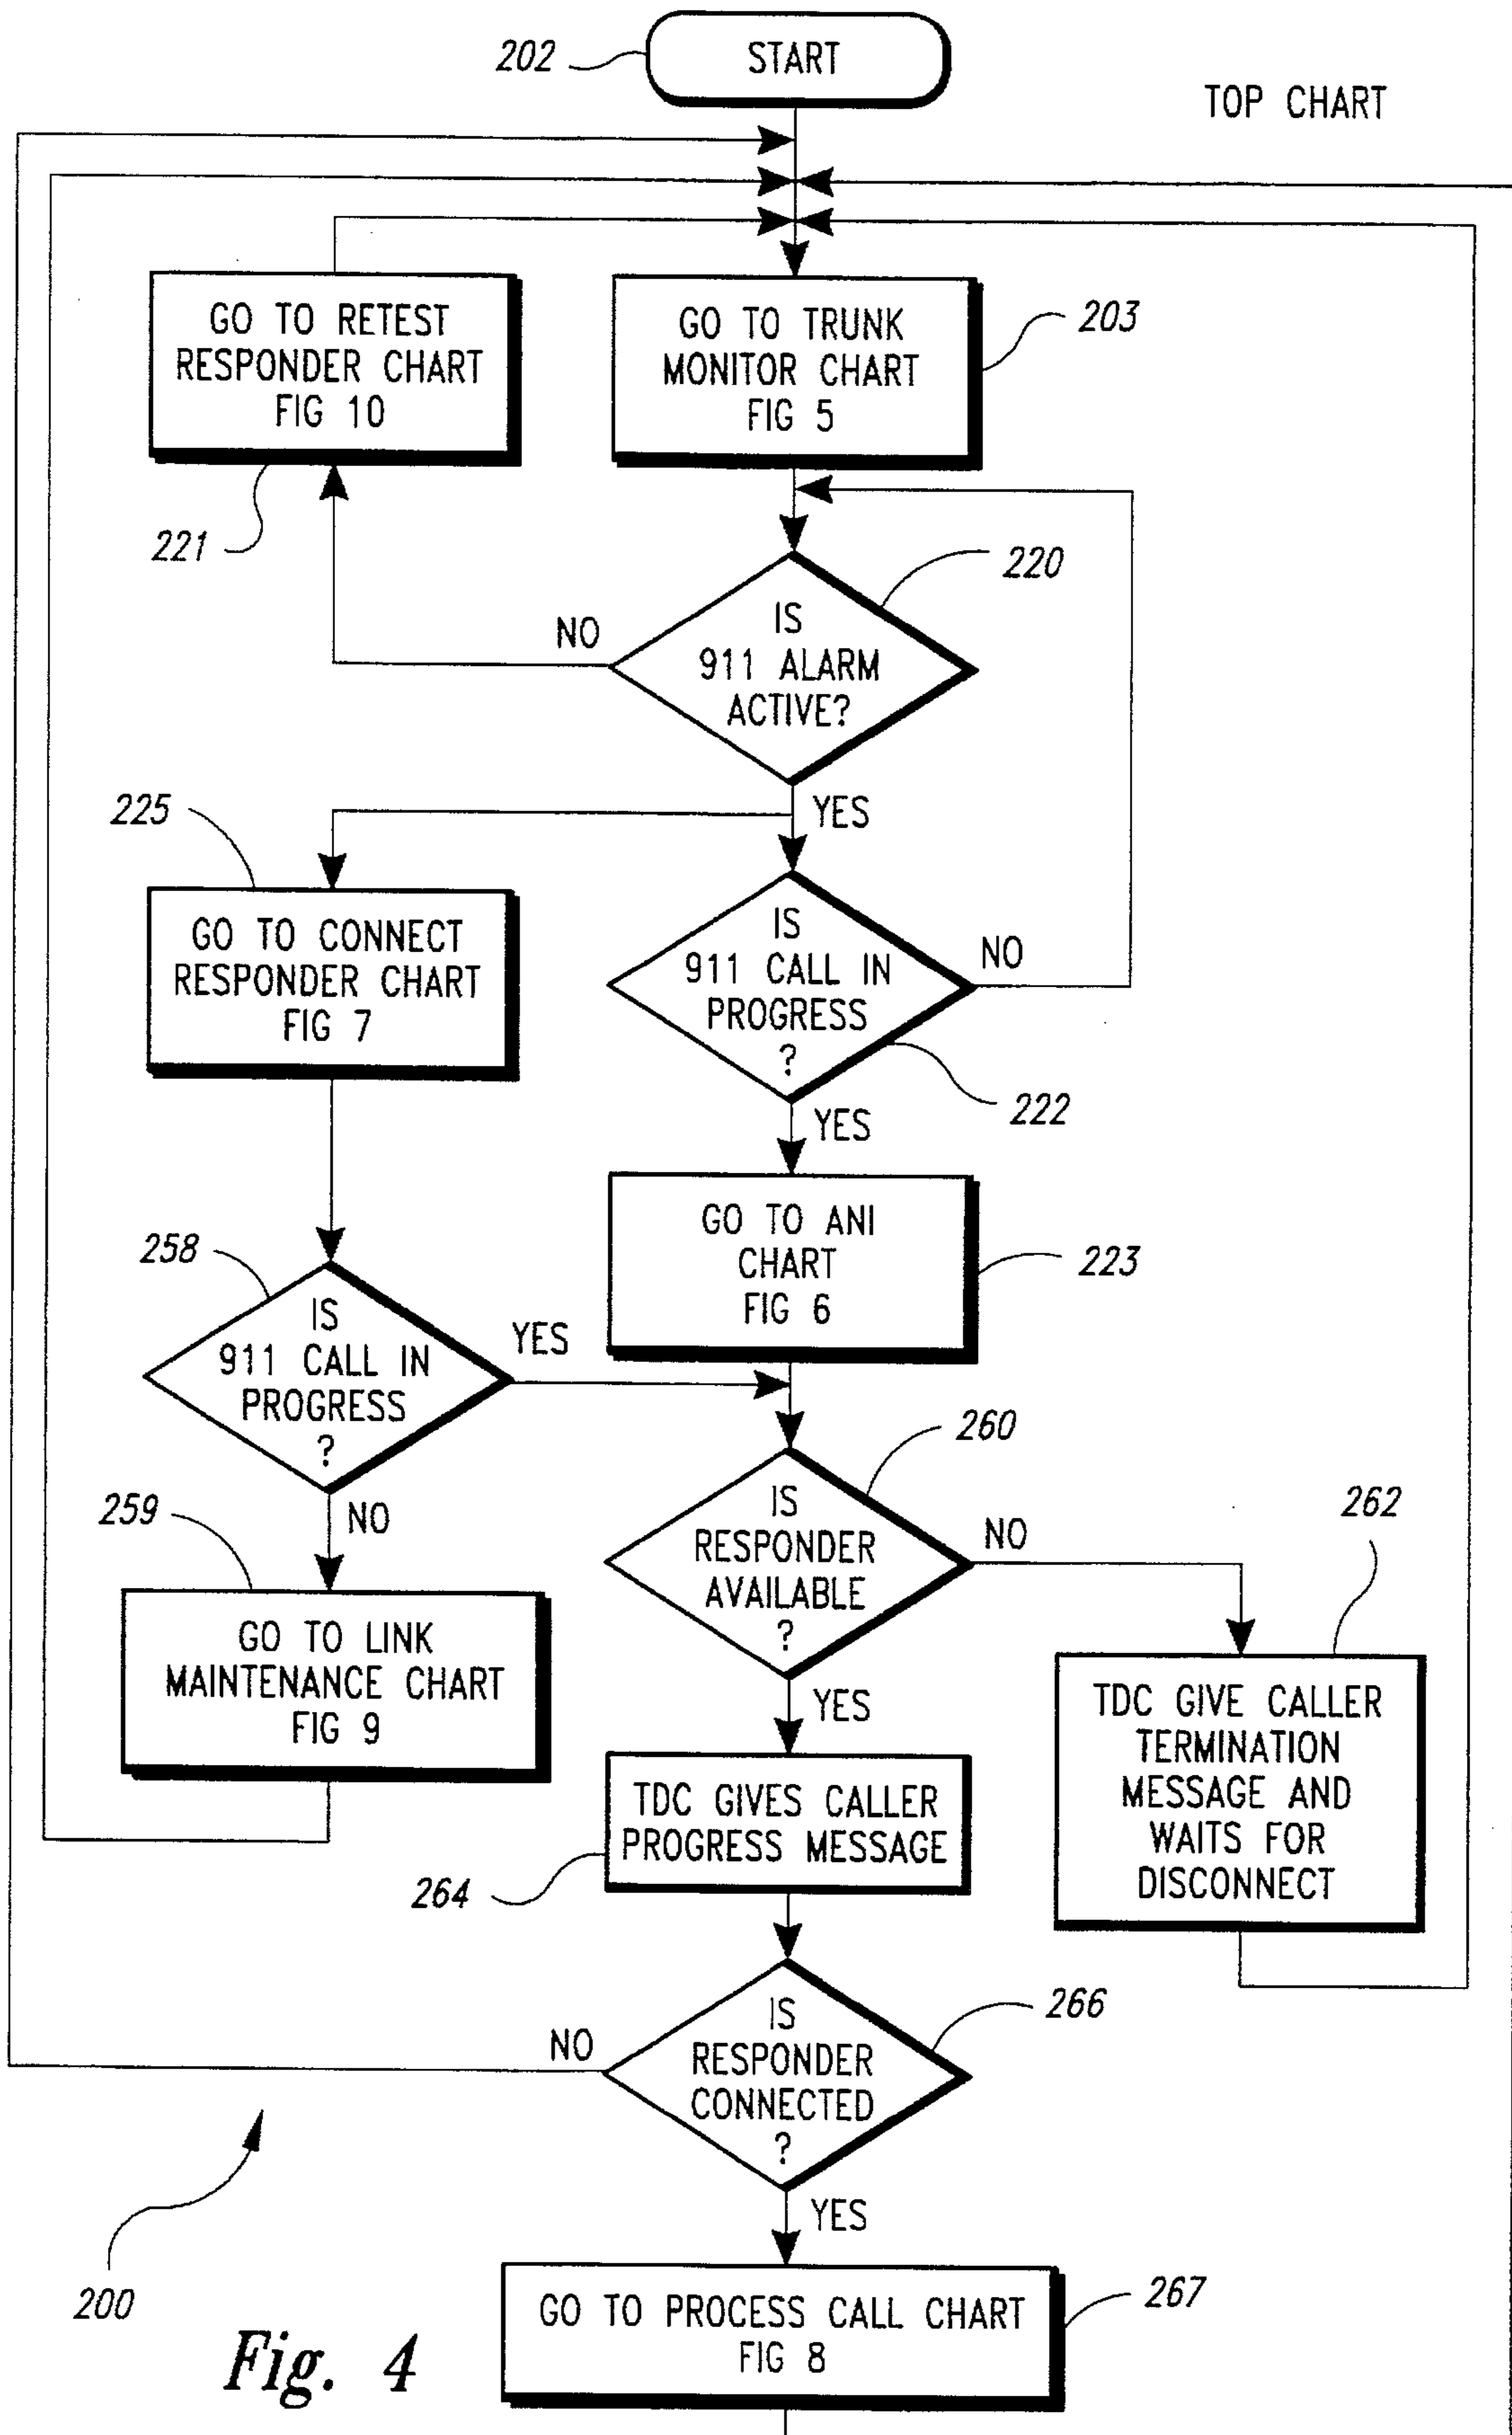 202
START
TOP CHART
GO TO RETEST
RESPONDER CHART
FIG 10
221
GO TO TRUNK
MONITOR CHART
FIG 5
203
IS
911 ALARM
ACTIVE?
220
NO
YES
225
GO TO CONNECT
RESPONDER CHART
FIG 7
IS
911 CALL IN
PROGRESS
?
NO
222
YES
GO TO ANI
CHART
FIG 6
223
258
IS
911 CALL IN
PROGRESS
?
YES
NO
259
GO TO LINK
MAINTENANCE CHART
FIG 9
260
IS
RESPONDER
AVAILABLE
?
NO
YES
262
TDC GIVE CALLER
TERMINATION
MESSAGE AND
WAITS FOR
DISCONNECT
TDC GIVES CALLER
PROGRESS MESSAGE
264
IS
RESPONDER
CONNECTED
?
266
NO
YES
200
GO TO PROCESS CALL CHART
FIG 8
267
Fig. 4